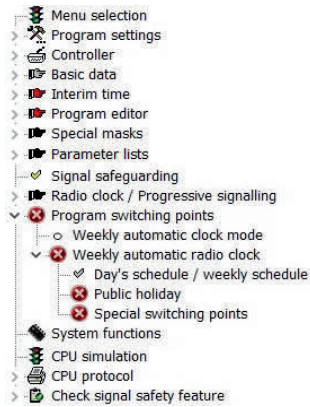 Menu selection
Program settings
Controller
Basic data
Interim time
Program editor
Special masks
Parameter lists
Signal safeguarding
Radio clock / Progressive signalling
Program switching points
Weekly automatic clock mode
Weekly automatic radio clock
Day's schedule / weekly schedule
Public holiday
Special switching points
System functions
CPU simulation
CPU protocol
Check signal safety feature